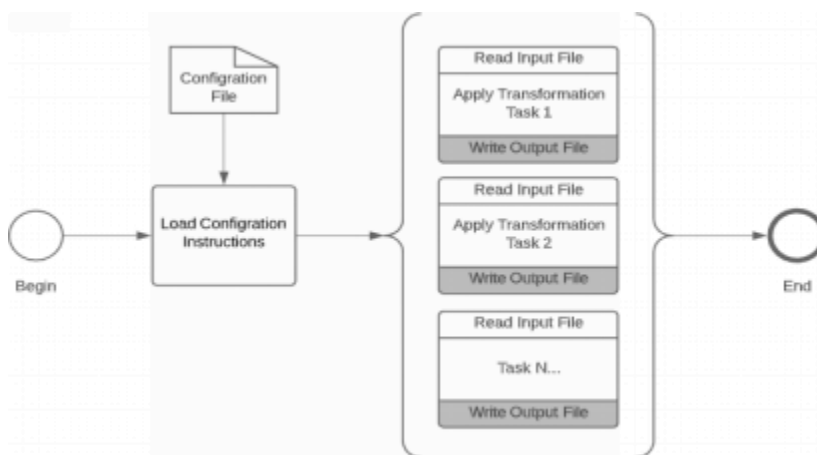 Configration
File
Begin
Load Configration
Instructions
Read Input File
Apply Transformation
Task 1
Write Output File
Read Input File
Apply Transformation
Task 2
Write Output File
Read Input File
Task N...
Write Output File
End